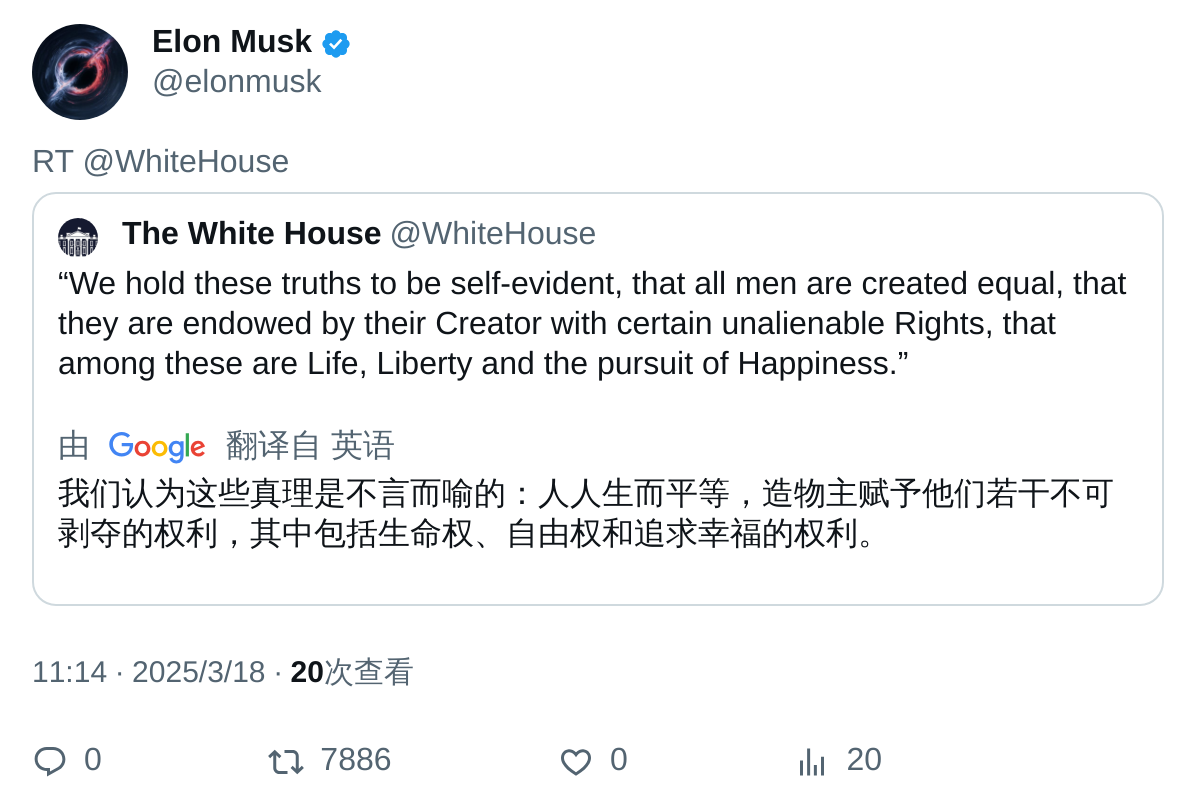 Elon Musk
@elonmusk
RT @WhiteHouse
The White House @WhiteHouse
“We hold these truths to be self-evident, that all men are created equal, that
they are endowed by their Creator with certain unalienable Rights, that
among these are Life, Liberty and the pursuit of Happiness.”
由 Google 翻译自 英语
我们认为这些真理是不言而喻的：人人生而平等，造物主赋予他们若干不可
剥夺的权利，其中包括生命权、自由权和追求幸福的权利。
11:14 · 2025/3/18 · 20次查看
0 7886 0 20